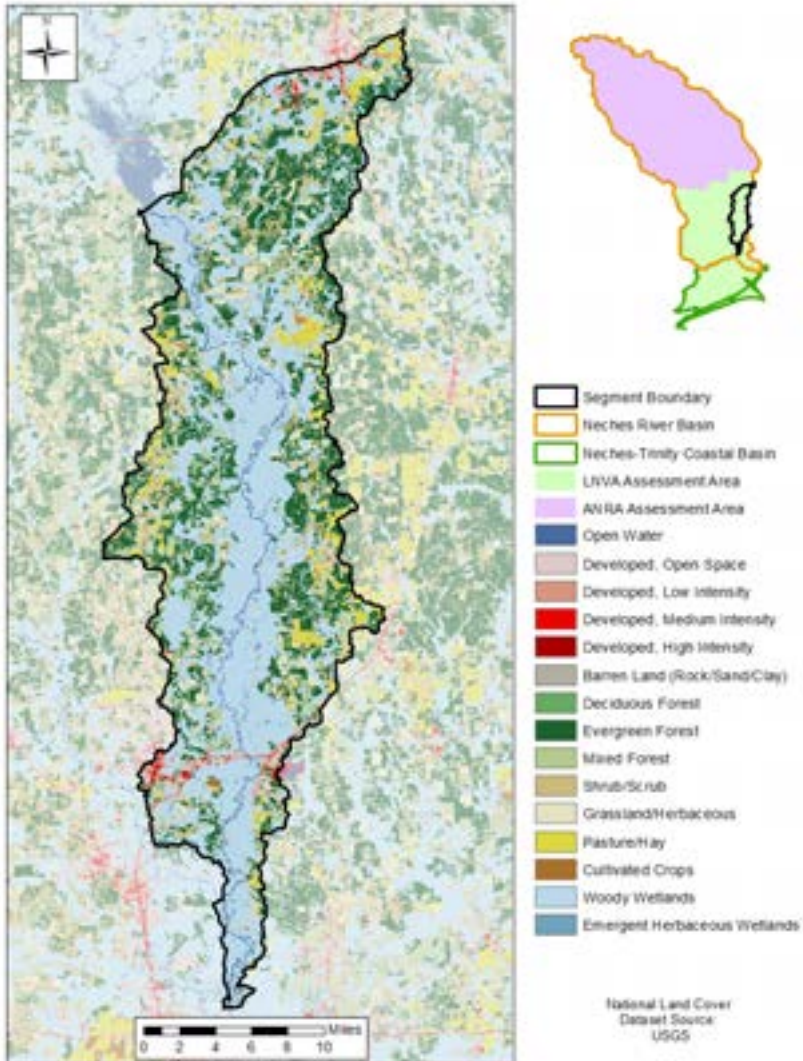 N
Segment Boundary
Neches River Basin
Neches-Trinity Coastal Basin
LNVA Assessment Area
ANRA Assessment Area
Open Water
Developed, Open Space
Developed, Low Intensity
Developed, Medium Intensity
Developed, High Intensity
Barren Land (Rock/Sand/Clay)
Deciduous Forest
Evergreen Forest
Mixed Forest
Shrub/Scrub
Grassland/Herbaceous
Pasture/Hay
Cultivated Crops
Woody Wetlands
Emergent Herbaceous Wetlands
Miles
0 2 4 6 8 10
National Land Cover
Dataset Source:
USGS